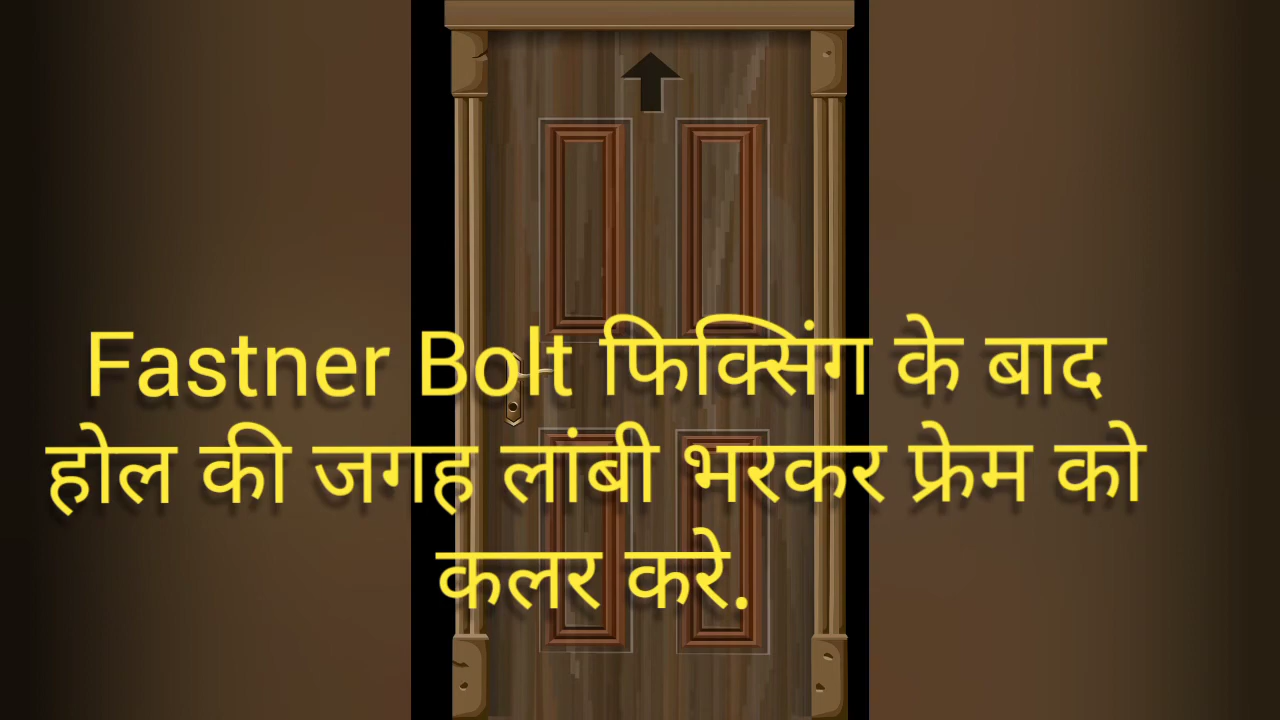 Fastner Bolt फिक्सिंग के बाद
होल की जगह लांबी भरकर फ्रेम को
कलर करे.